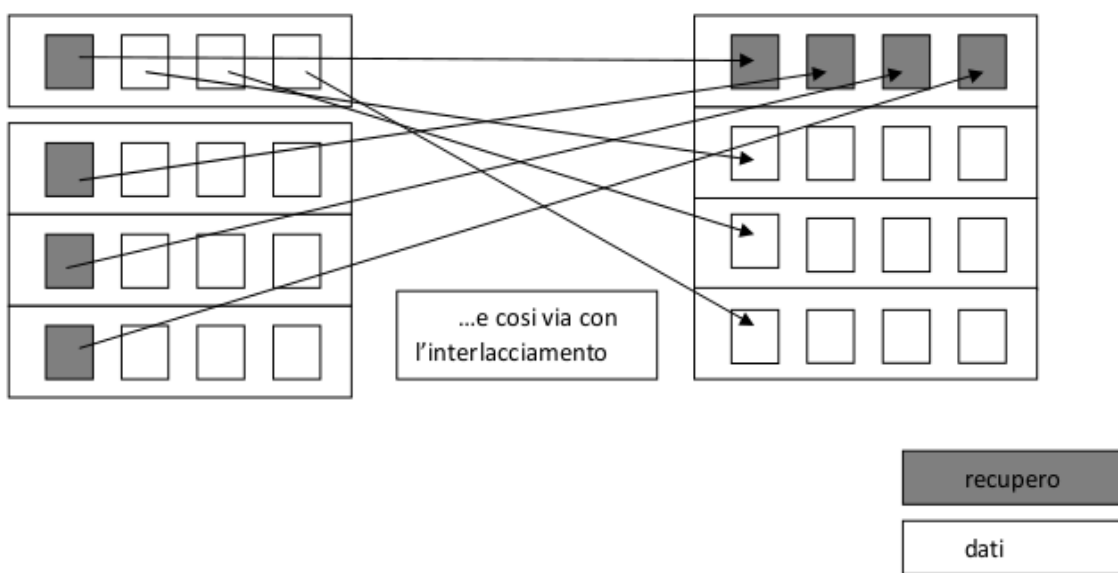 ...e cosi via con
l'interlacciamento
recupero
dati